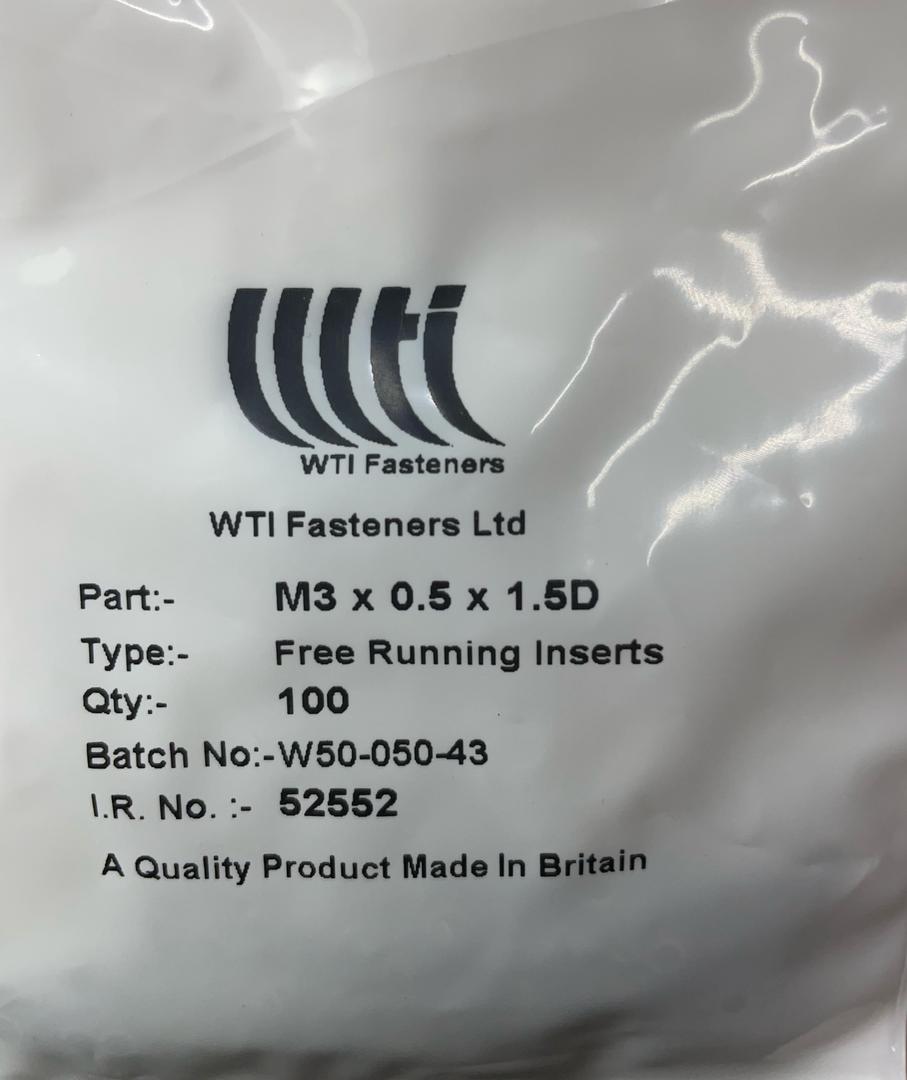 wti
WTI Fasteners
WTI Fasteners Ltd
Part:- M3 x 0.5 x 1.5D
Type:- Free Running Inserts
Qty:- 100
Batch No:-W50-050-43
I.R. No. :- 52552
A Quality Product Made In Britain